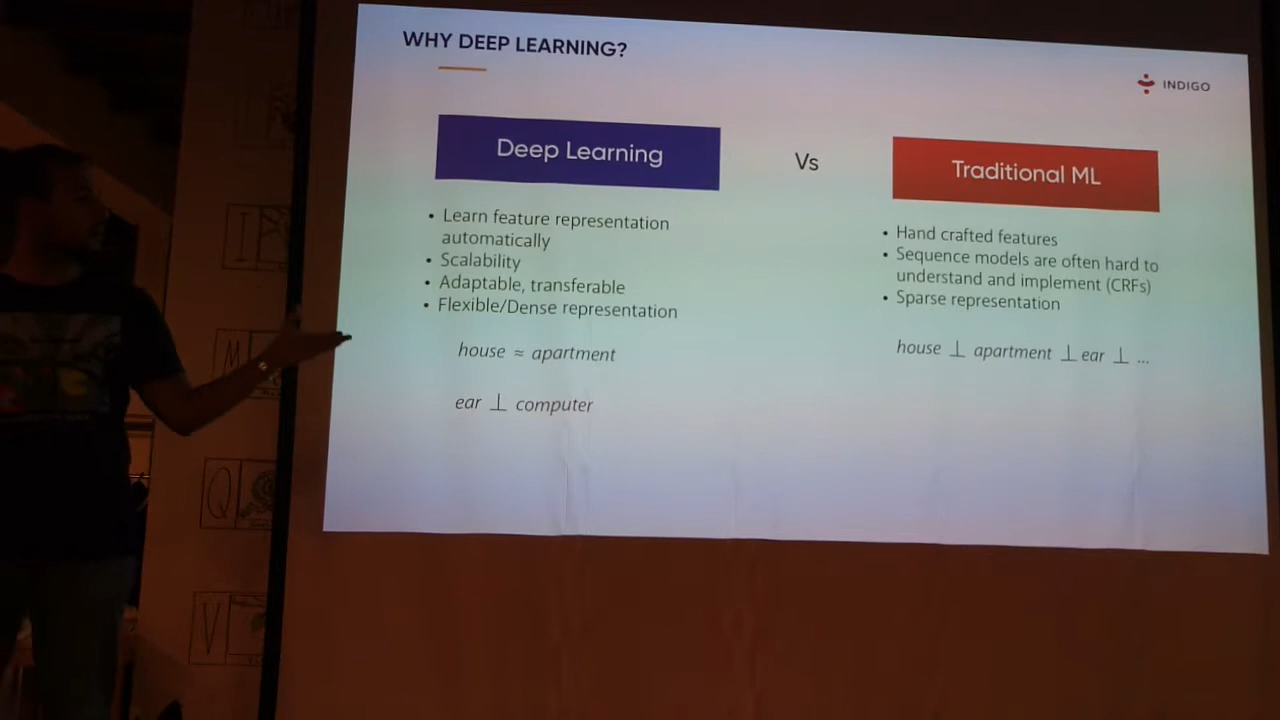 WHY DEEP LEARNING?
INDIGO
Deep Learning
Vs
Traditional ML
• Learn feature representation
automatically
• Scalability
• Adaptable, transferable
• Flexible/Dense representation
house ≈ apartment
ear ⊥ computer
• Hand crafted features
• Sequence models are often hard to
understand and implement (CRFs)
• Sparse representation
house ⊥ apartment ⊥ ear ⊥ ...
I
M
Q
V